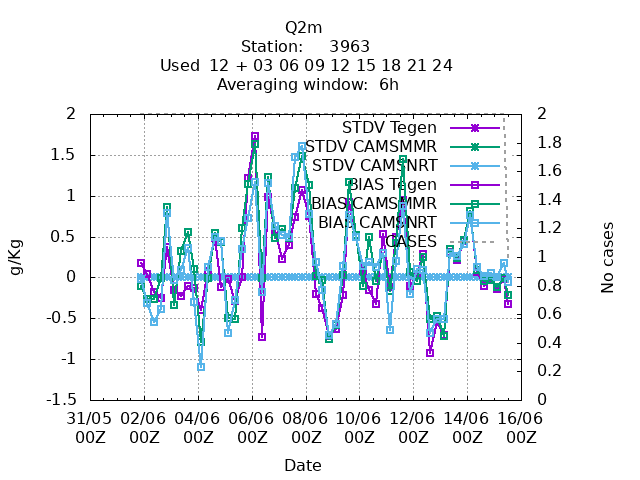 Q2m
Station: 3963
Used 12 + 03 06 09 12 15 18 21 24
Averaging window: 6h
g/Kg
2
1.5
1
0.5
0
-0.5
-1
-1.5
STDV Tegen
STDV CAMSMMR
STDV CAMSNRT
BIAS Tegen
BIAS CAMSMMR
BIAS CAMSNRT
CASES
2
1.8
1.6
1.4
1.2
1
0.8
0.6
0.4
0.2
0
No cases
31/05 02/06 04/06 06/06 08/06 10/06 12/06 14/06 16/06
00Z 00Z 00Z 00Z 00Z 00Z 00Z 00Z 00Z
Date